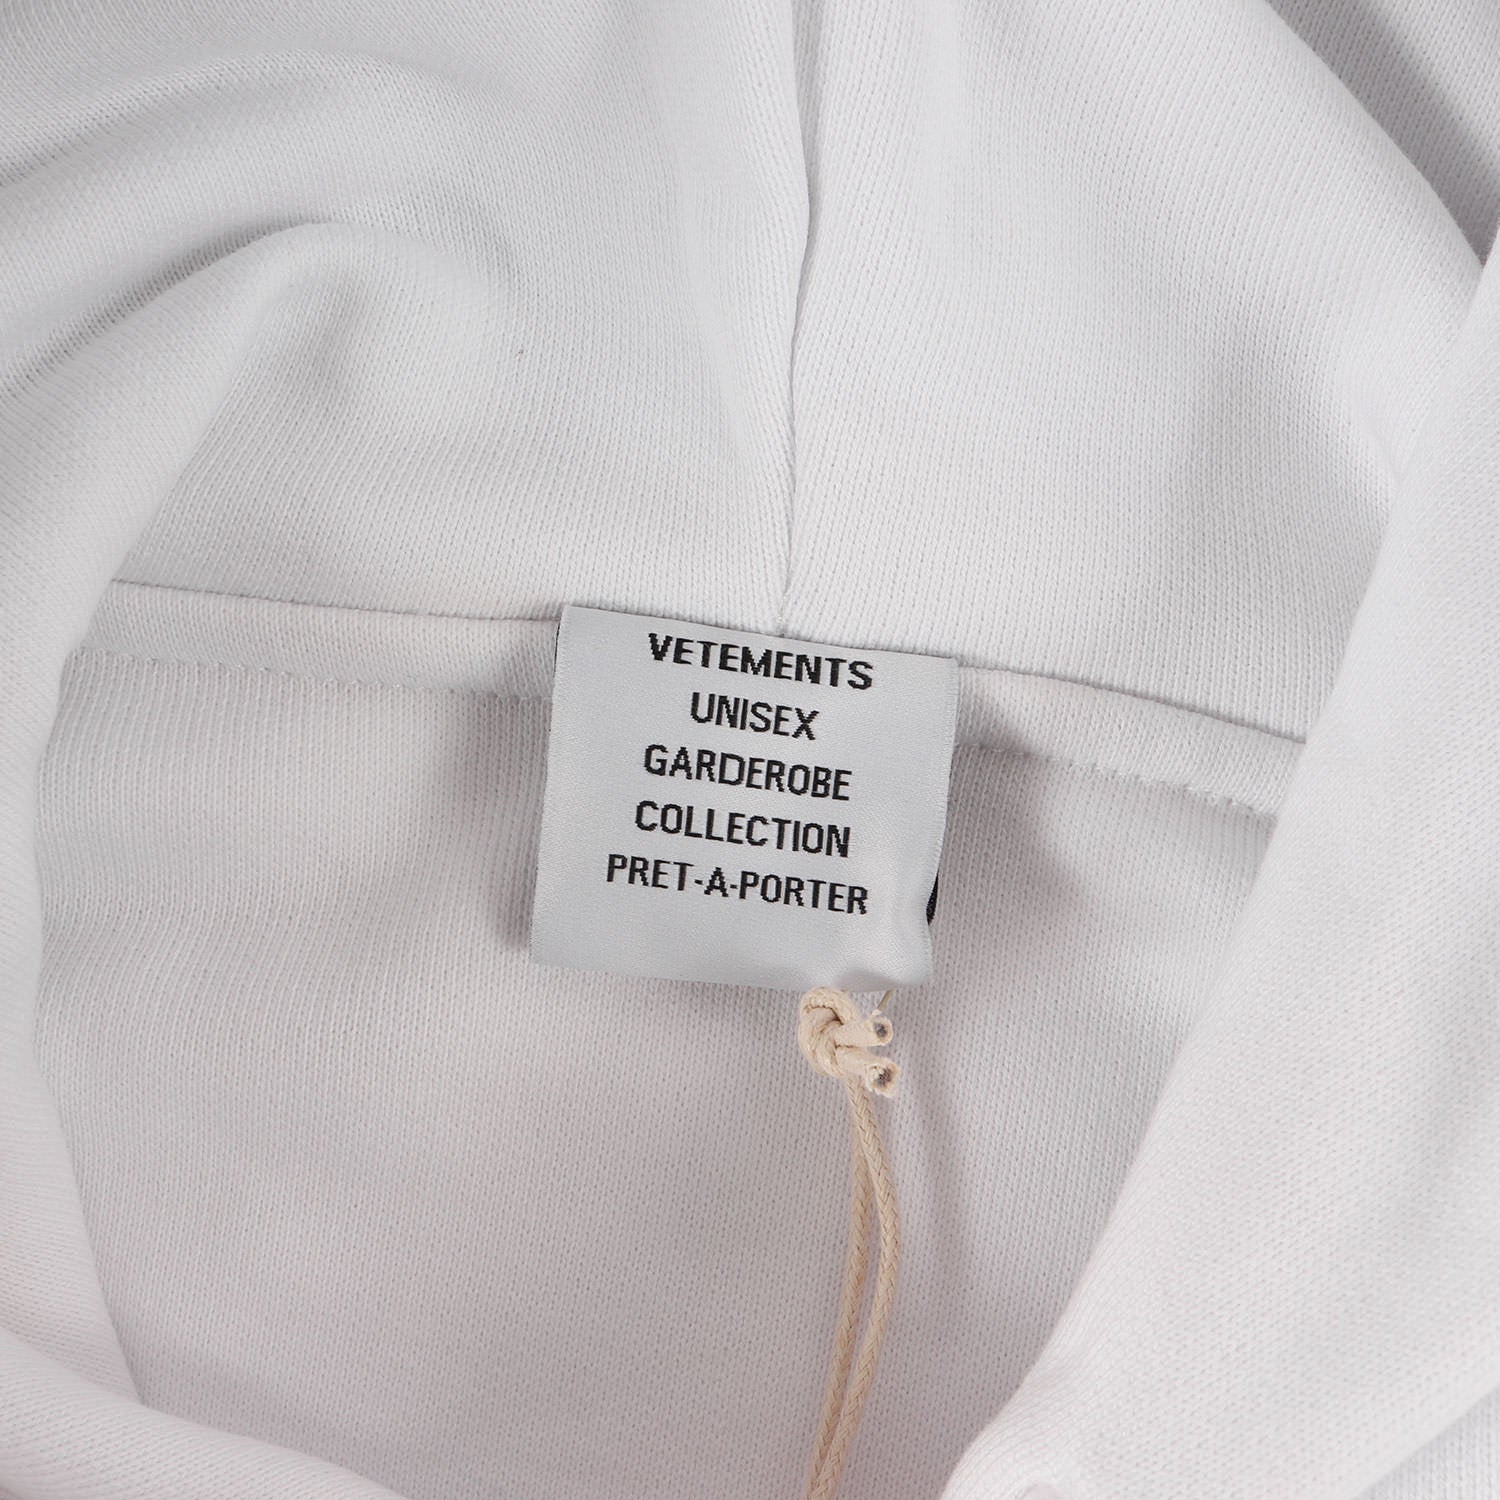 VETEMENTS
UNISEX
GARDEROBE
COLLECTION
PRET-A-PORTER